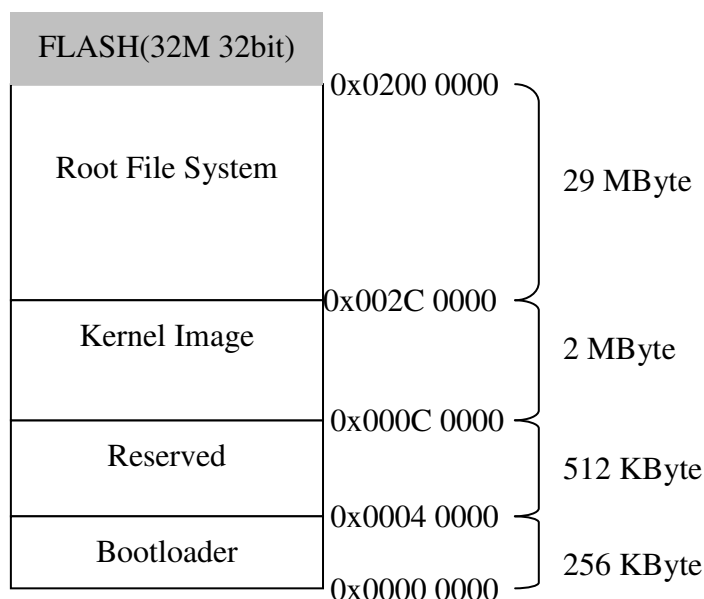 FLASH(32M 32bit)
0x0200 0000
Root File System
29 MByte
0x002C 0000
Kernel Image
2 MByte
0x000C 0000
Reserved
512 KByte
0x0004 0000
Bootloader
256 KByte
0x0000 0000